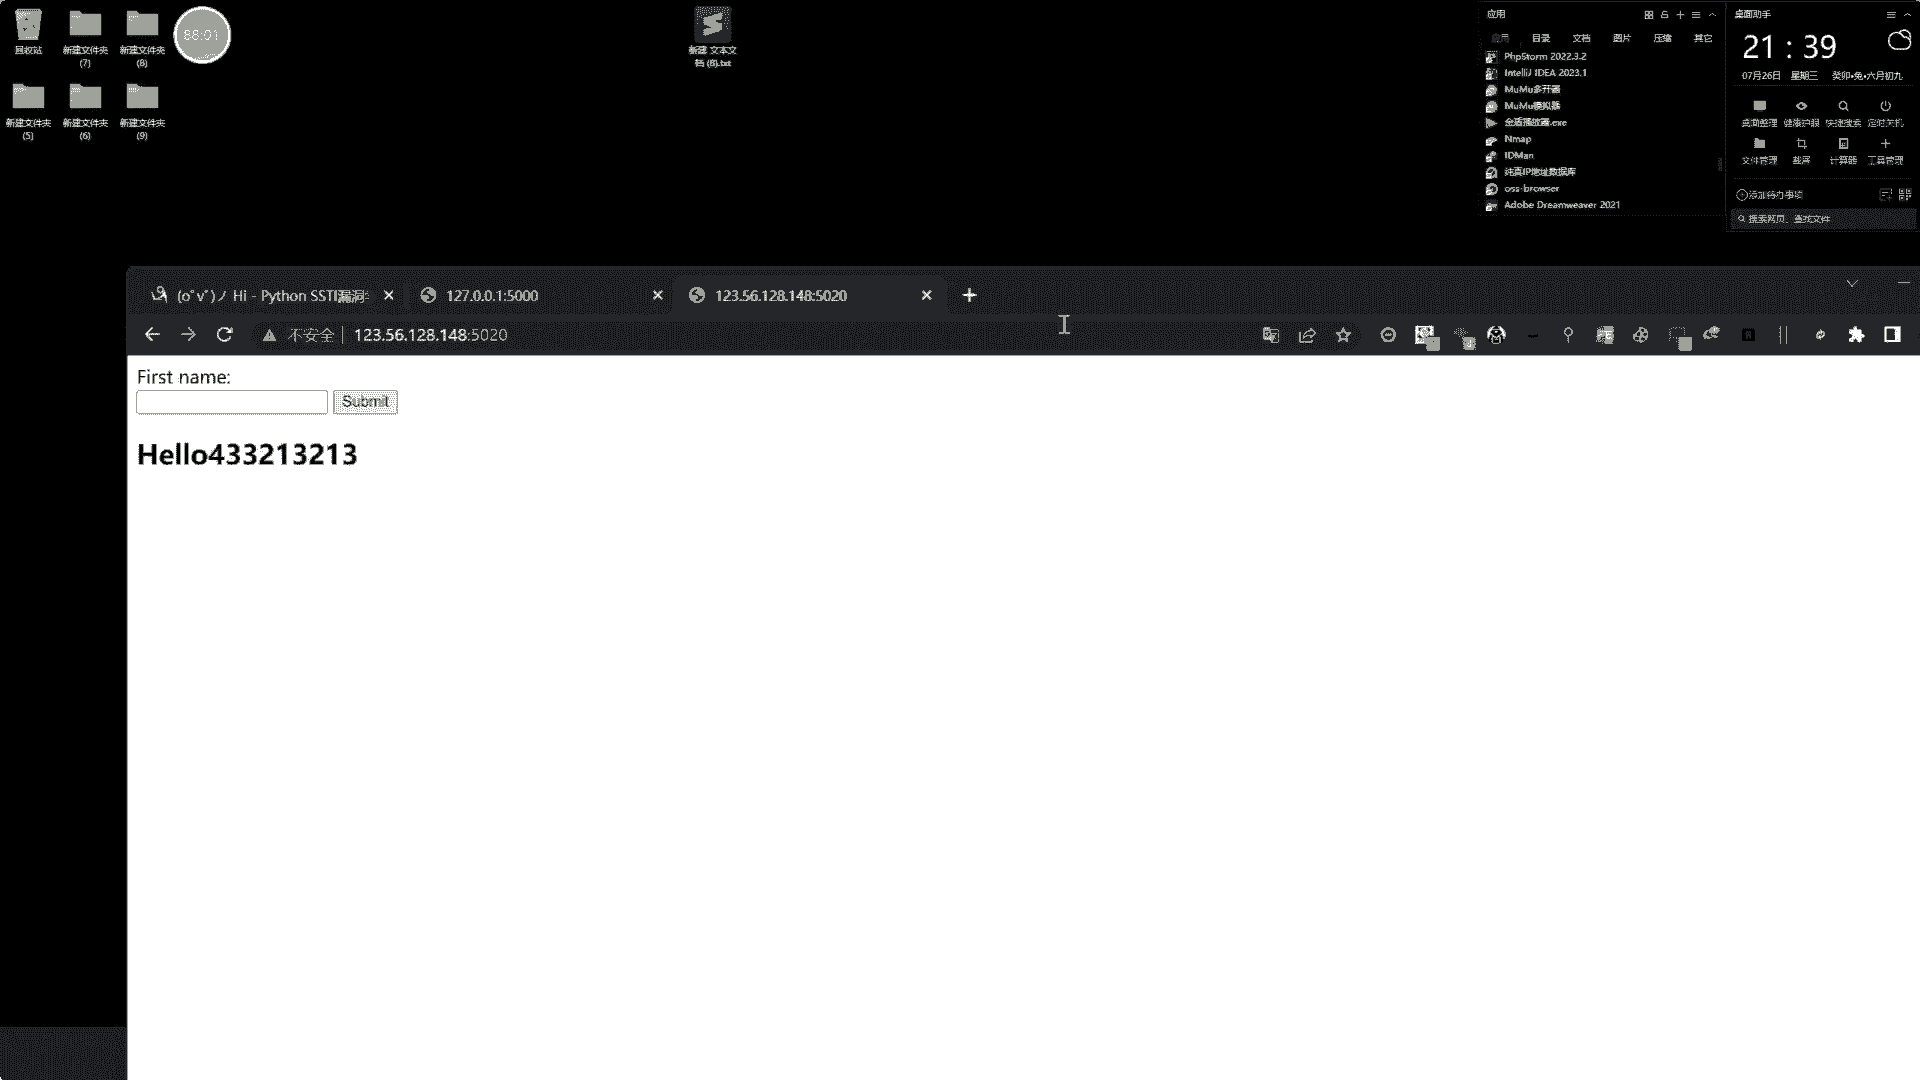 回收站
新建文件夹
(7)
新建文件夹
(8)
88:01
新建文件夹
(5)
新建文件夹
(6)
新建文件夹
(9)
新建 文本文
档 (8).txt
应用
应用 目录 文档 图片 压缩 其它
PhpStorm 2022.3.2
IntelliJ IDEA 2023.1
MuMu多开器
MuMu模拟器
Nmap
IDMan
纯真IP地址数据库
oss-browser
Adobe Dreamweaver 2021
桌面助手
21 : 39
07月26日 星期三 癸卯•兔•六月初九
桌面整理 健康护眼 快捷搜索 定时关机
文件管理 截屏 计算器 工具管理
添加待办事项
搜索网页、查找文件
(o゚v゚)ノ Hi - Python SSTI漏洞
127.0.0.1:5000
123.56.128.148:5020
不安全 123.56.128.148:5020
First name:
Submit
Hello433213213